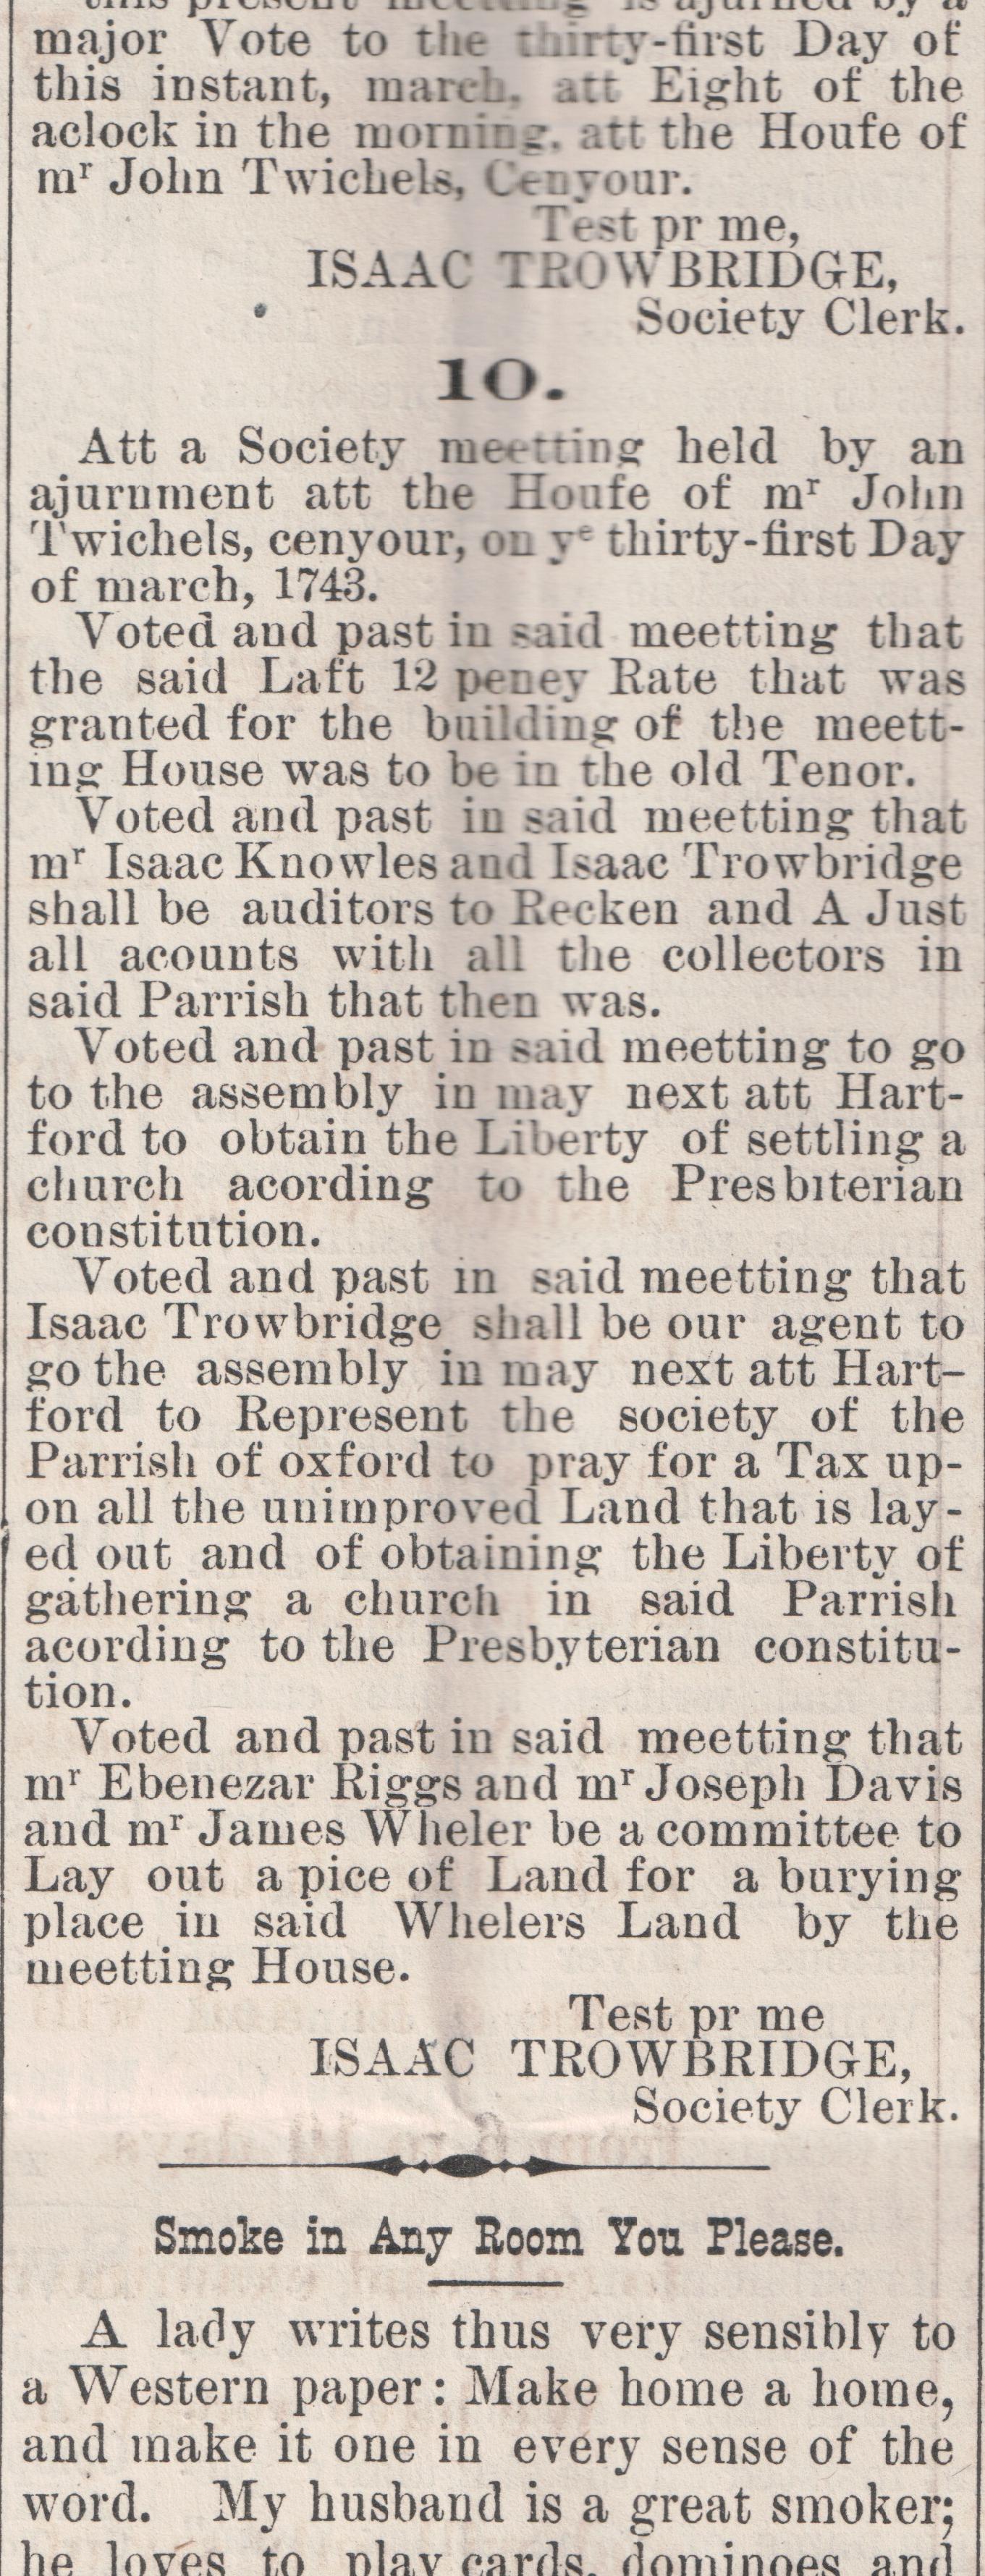 this present meetting is ajurned by a
major Vote to the thirty-first Day of
this instant, march, att Eight of the
aclock in the morning, att the Houfe of
mʳ John Twichels, Cenyour.
Test pr me,
ISAAC TROWBRIDGE,
Society Clerk.
10.
Att a Society meetting held by an
ajurnment att the Houfe of mʳ John
Twichels, cenyour, on yᵉ thirty-first Day
of march, 1743.
Voted and past in said meetting that
the said Laft 12 peney Rate that was
granted for the building of the meett-
ing House was to be in the old Tenor.
Voted and past in said meetting that
mʳ Isaac Knowles and Isaac Trowbridge
shall be auditors to Recken and A Just
all acounts with all the collectors in
said Parrish that then was.
Voted and past in said meetting to go
to the assembly in may next att Hart-
ford to obtain the Liberty of settling a
church acording to the Presbiterian
constitution.
Voted and past in said meetting that
Isaac Trowbridge shall be our agent to
go the assembly in may next att Hart-
ford to Represent the society of the
Parrish of oxford to pray for a Tax up-
on all the unimproved Land that is lay-
ed out and of obtaining the Liberty of
gathering a church in said Parrish
acording to the Presbyterian constitu-
tion.
Voted and past in said meetting that
mʳ Ebenezar Riggs and mʳ Joseph Davis
and mʳ James Wheler be a committee to
Lay out a pice of Land for a burying
place in said Whelers Land by the
meetting House.
Test pr me
ISAAC TROWBRIDGE,
Society Clerk.
Smoke in Any Room You Please.
A lady writes thus very sensibly to
a Western paper: Make home a home,
and make it one in every sense of the
word. My husband is a great smoker;
he loves to play cards, dominoes and